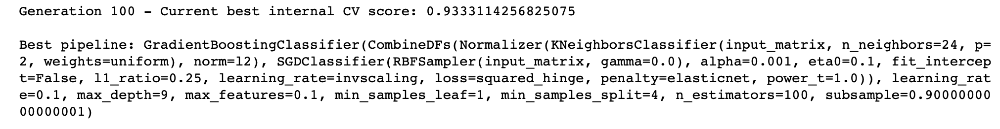 Generation 100 – Current best internal CV score: 0.9333114256825075
Best pipeline: GradientBoostingClassifier(CombineDFs(Normalizer(KNeighborsClassifier(input_matrix, n_neighbors=24, p=
2, weights=uniform), norm=l2), SGDClassifier(RBFSampler(input_matrix, gamma=0.0), alpha=0.001, eta0=0.1, fit_intercep
t=False, l1_ratio=0.25, learning_rate=invscaling, loss=squared_hinge, penalty=elasticnet, power_t=1.0)), learning_rat
e=0.1, max_depth=9, max_features=0.1, min_samples_leaf=1, min_samples_split=4, n_estimators=100, subsample=0.90000000
00000001)